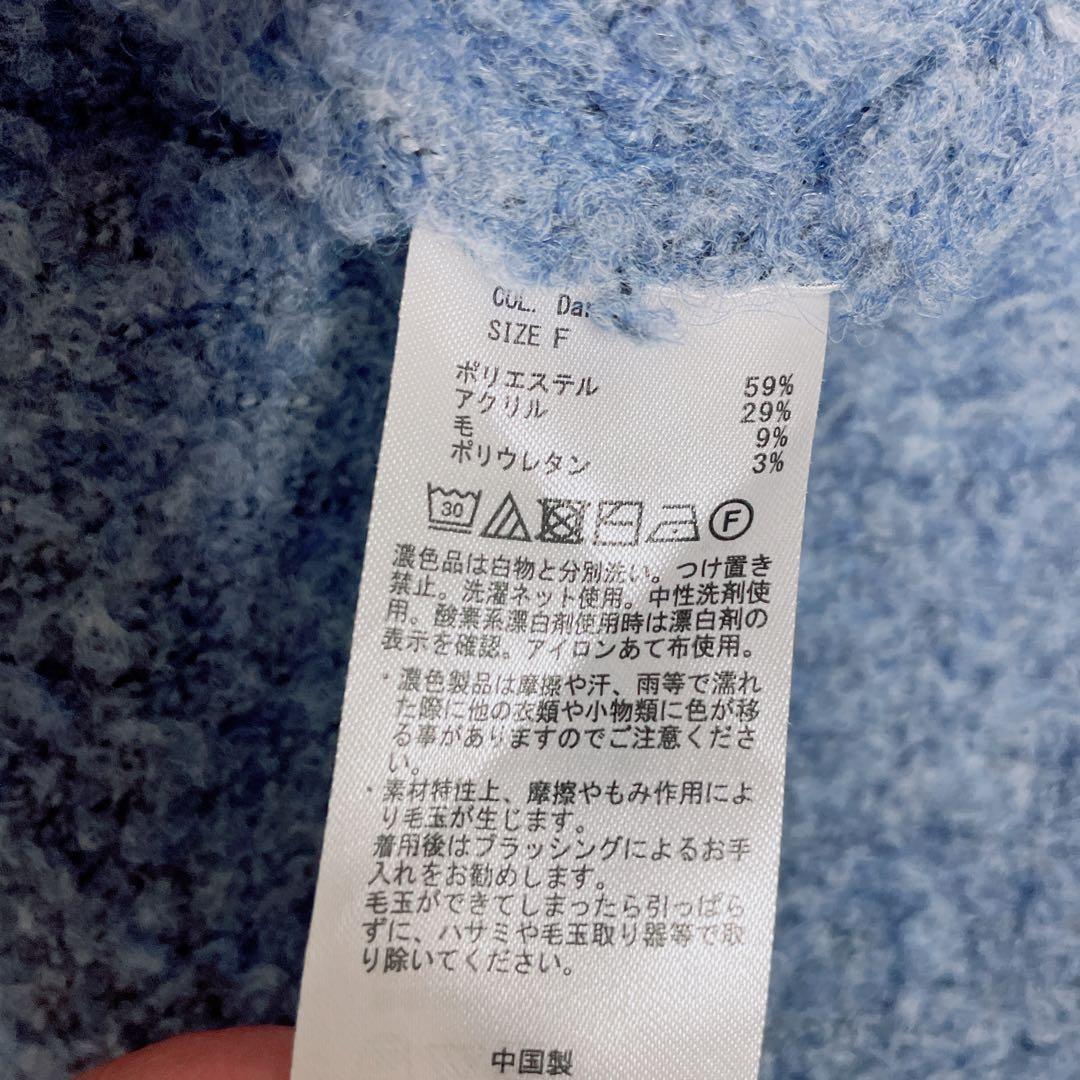 COL. Dar
SIZE F
ポリエステル 59%
アクリル 29%
毛 9%
ポリウレタン 3%
30 F
濃色品は白物と分別洗い。つけ置き
禁止。洗濯ネット使用。中性洗剤使
用。酸素系漂白剤使用時は漂白剤の
表示を確認。アイロンあて布使用。
・濃色製品は摩擦や汗、雨等で濡れ
た際に他の衣類や小物類に色が移
る事がありますのでご注意くださ
い。
・素材特性上、摩擦やもみ作用によ
り毛玉が生じます。
着用後はブラッシングによるお手
入れをお勧めします。
毛玉ができてしまったら引っぱら
ずに、ハサミや毛玉取り器等で取
り除いてください。
中国製